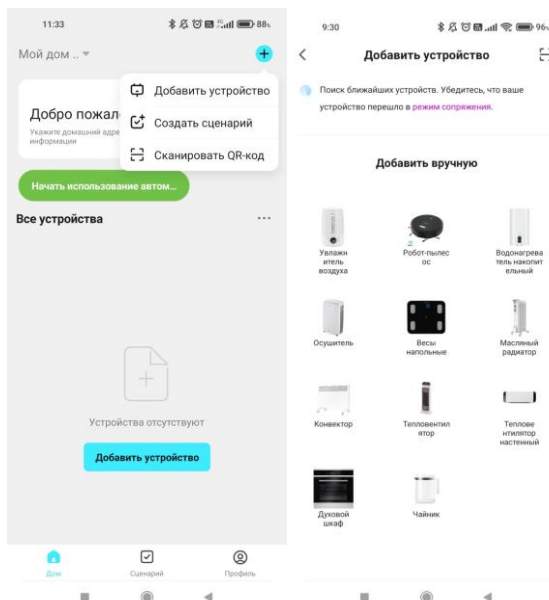 11:33
88%
Мой дом ..
Добавить устройство
Добро пожал
Создать сценарий
Укажите домашний адре
информации
Сканировать QR-код
Начать использование автом...
Все устройства
Устройства отсутствуют
Добавить устройство
Дом
Сценарий
Профиль
9:30
96%
Добавить устройство
Поиск ближайших устройств. Убедитесь, что ваше
устройство перешло в режим сопряжения.
Добавить вручную
Увлажн
итель
воздуха
Робот-пылес
ос
Водонагрева
тель накопит
ельный
Осушитель
Весы
напольные
Масляный
радиатор
Конвектор
Тепловентил
ятор
Теплове
нтилятор
настенный
Духовой
шкаф
Чайник